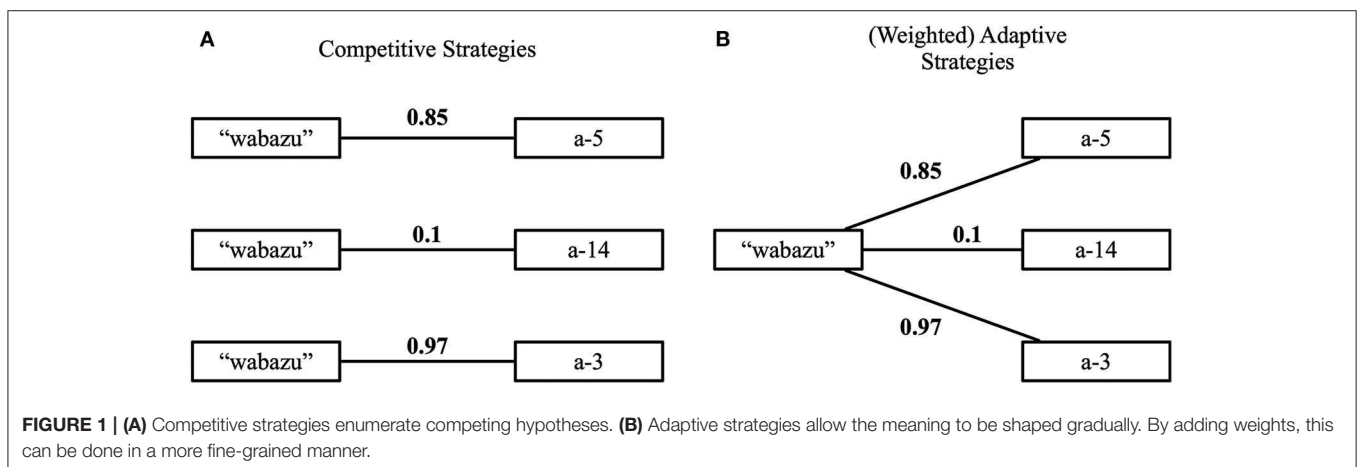 A
Competitive Strategies
"wabazu"
0.85
a-5
"wabazu"
0.1
a-14
"wabazu"
0.97
a-3
B
(Weighted) Adaptive
Strategies
"wabazu"
0.85
a-5
0.1
a-14
0.97
a-3
FIGURE 1 | (A) Competitive strategies enumerate competing hypotheses. (B) Adaptive strategies allow the meaning to be shaped gradually. By adding weights, this
can be done in a more fine-grained manner.